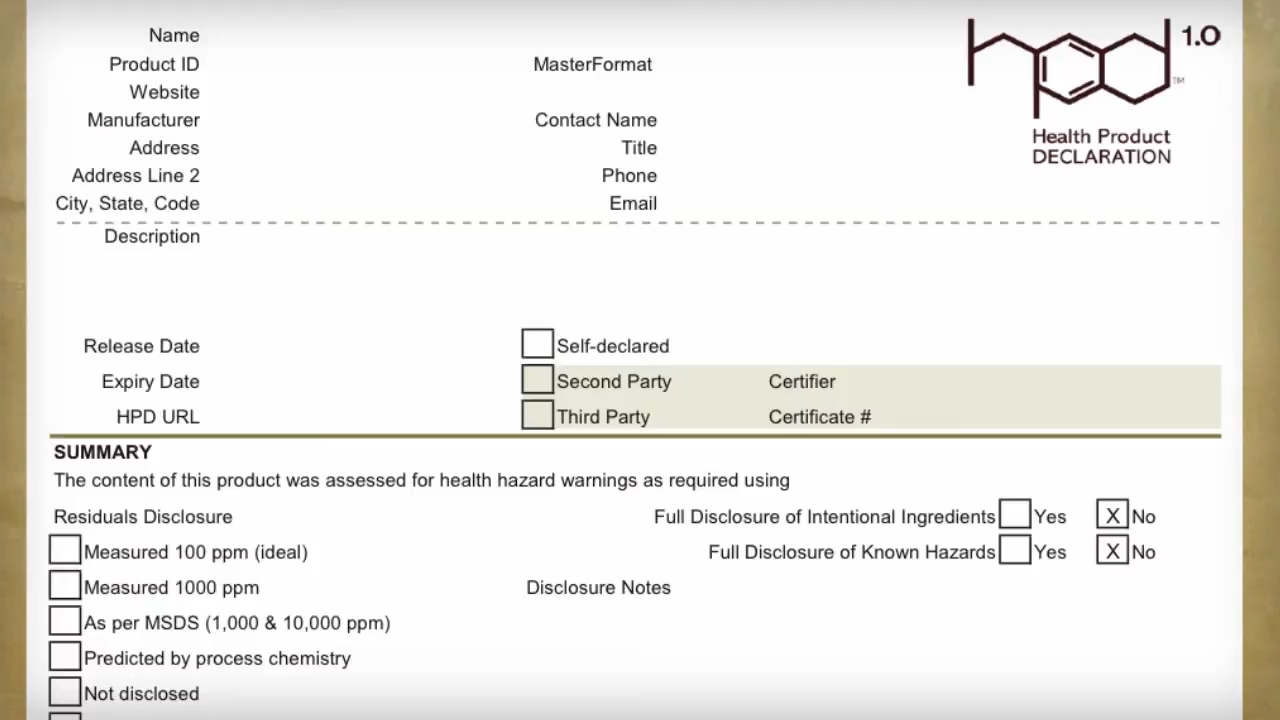 Name
1.0
Product ID MasterFormat
Website
TM
Manufacturer Contact Name
Health Product
Address Title
DECLARATION
Address Line 2 Phone
City, State, Code Email
Description
Release Date Self-declared
Expiry Date Second Party Certifier
HPD URL Third Party Certificate #
SUMMARY
The content of this product was assessed for health hazard warnings as required using
Residuals Disclosure Full Disclosure of Intentional Ingredients Yes X No
Measured 100 ppm (ideal) Full Disclosure of Known Hazards Yes X No
Measured 1000 ppm Disclosure Notes
As per MSDS (1,000 & 10,000 ppm)
Predicted by process chemistry
Not disclosed